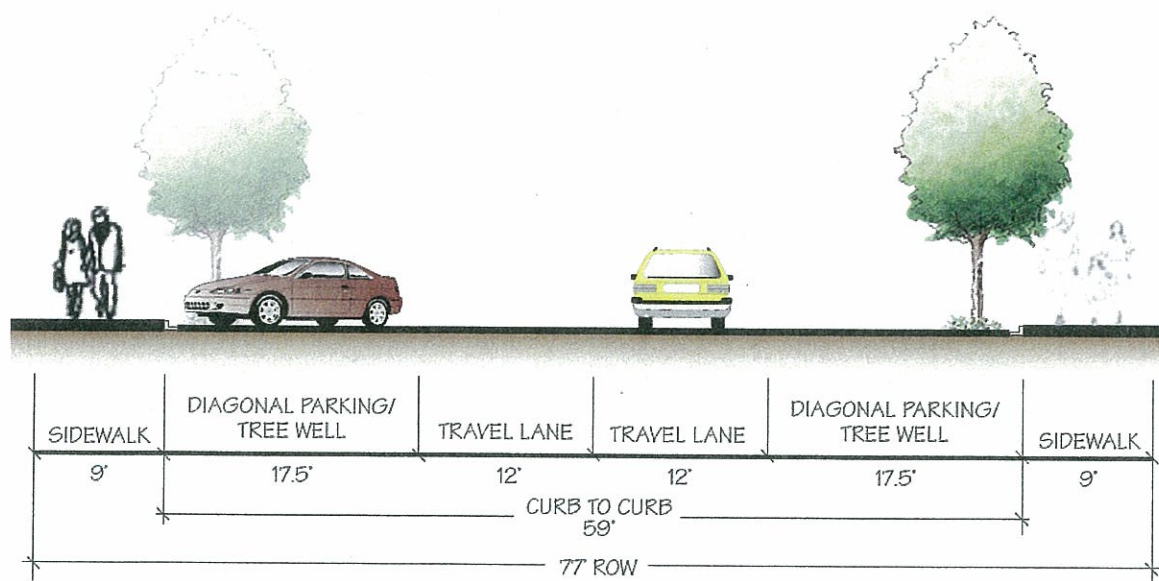 DIAGONAL PARKING/
TREE WELL
DIAGONAL PARKING/
TREE WELL
SIDEWALK
TRAVEL LANE
TRAVEL LANE
SIDEWALK
9'
17.5'
12'
12'
17.5'
9'
CURB TO CURB
59'
77' ROW